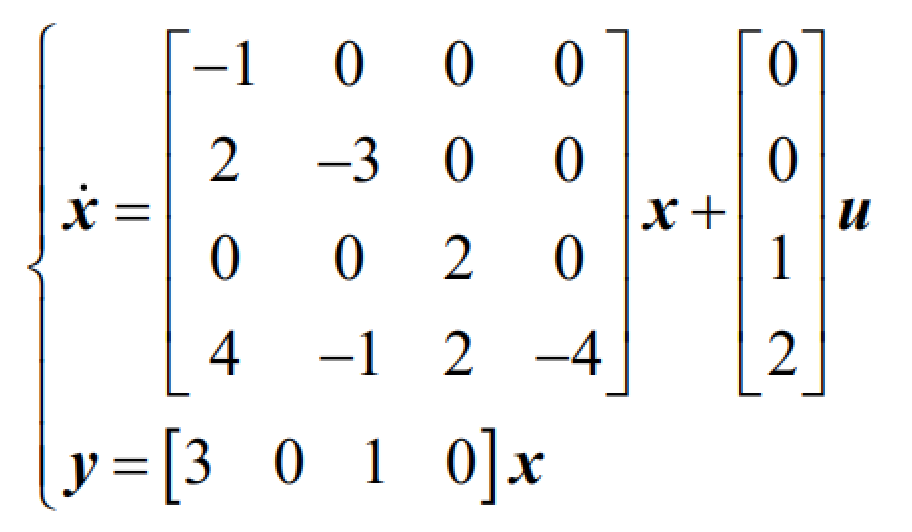 ẋ = [−1 0 0 0; 2 −3 0 0; 0 0 2 0; 4 −1 2 −4] x + [0; 0; 1; 2] u
y = [3 0 1 0] x